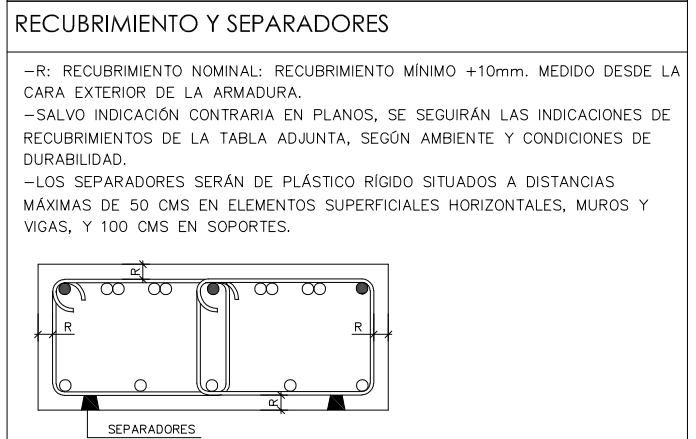 RECUBRIMIENTO Y SEPARADORES
-R: RECUBRIMIENTO NOMINAL: RECUBRIMIENTO MÍNIMO +10mm. MEDIDO DESDE LA
CARA EXTERIOR DE LA ARMADURA.
-SALVO INDICACIÓN CONTRARIA EN PLANOS, SE SEGUIRÁN LAS INDICACIONES DE
RECUBRIMIENTOS DE LA TABLA ADJUNTA, SEGÚN AMBIENTE Y CONDICIONES DE
DURABILIDAD.
-LOS SEPARADORES SERÁN DE PLÁSTICO RÍGIDO SITUADOS A DISTANCIAS
MÁXIMAS DE 50 CMS EN ELEMENTOS SUPERFICIALES HORIZONTALES, MUROS Y
VIGAS, Y 100 CMS EN SOPORTES.
R
R
R
R
SEPARADORES